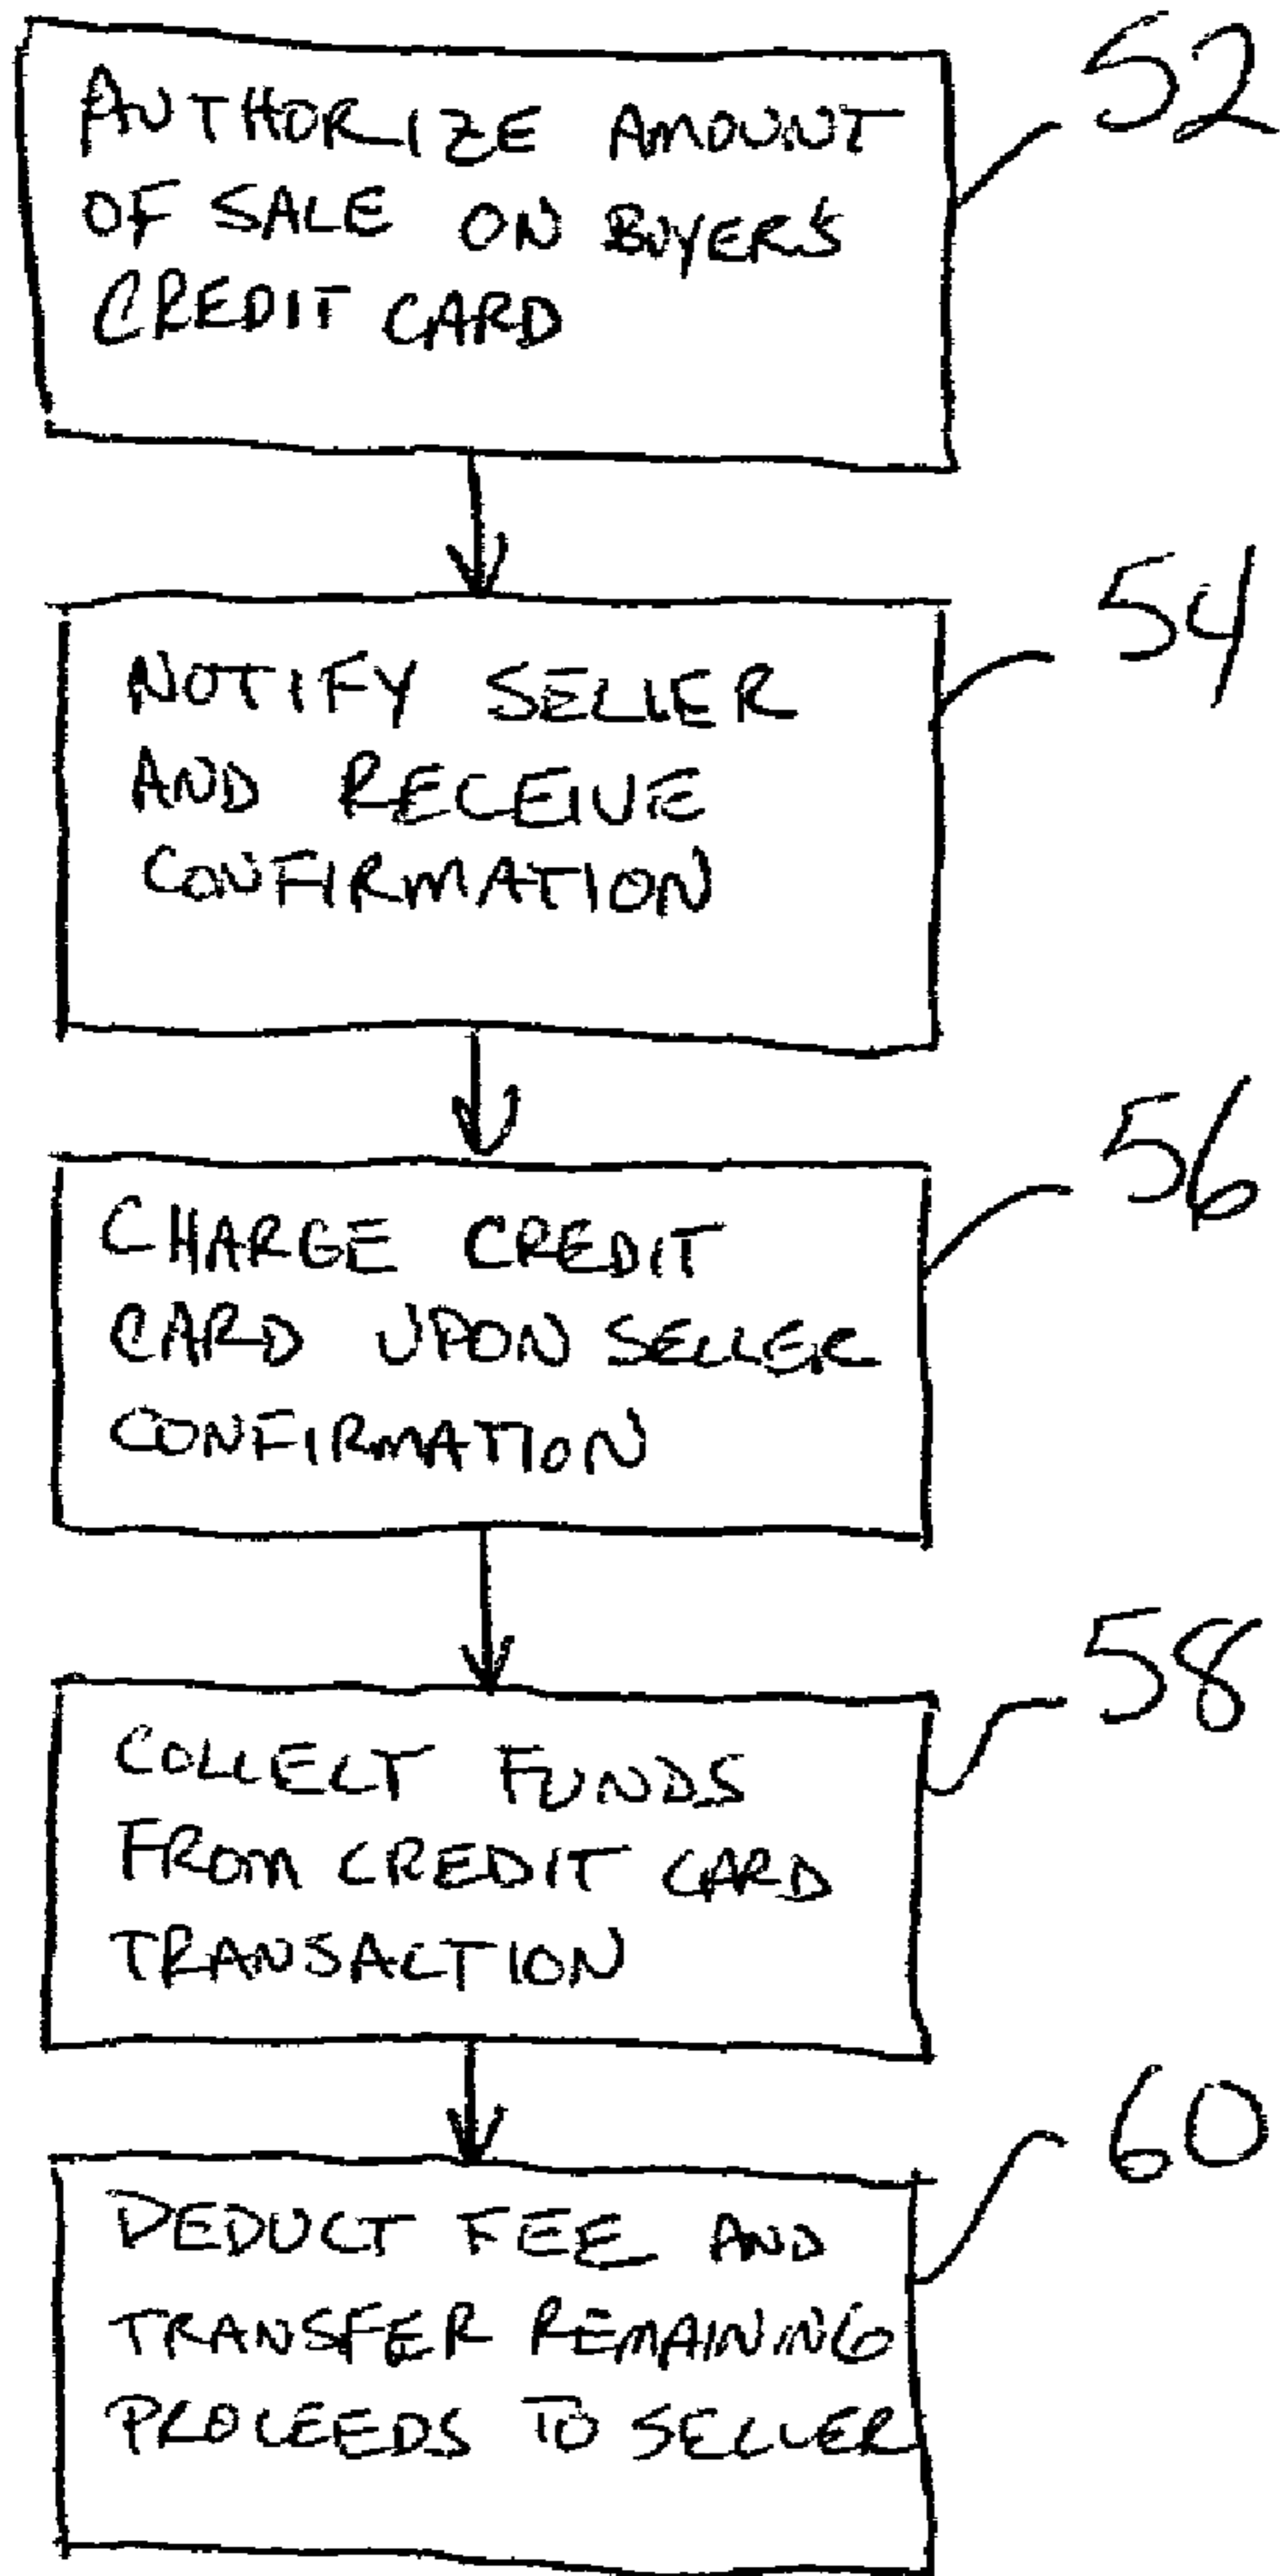 AUTHORIZE AMOUNT
OF SALE ON BUYER'S
CREDIT CARD
52
NOTIFY SELLER
AND RECEIVE
CONFIRMATION
54
CHARGE CREDIT
CARD UPON SELLER
CONFIRMATION
56
COLLECT FUNDS
FROM CREDIT CARD
TRANSACTION
58
DEDUCT FEE AND
TRANSFER REMAINING
PROCEEDS TO SELLER
60